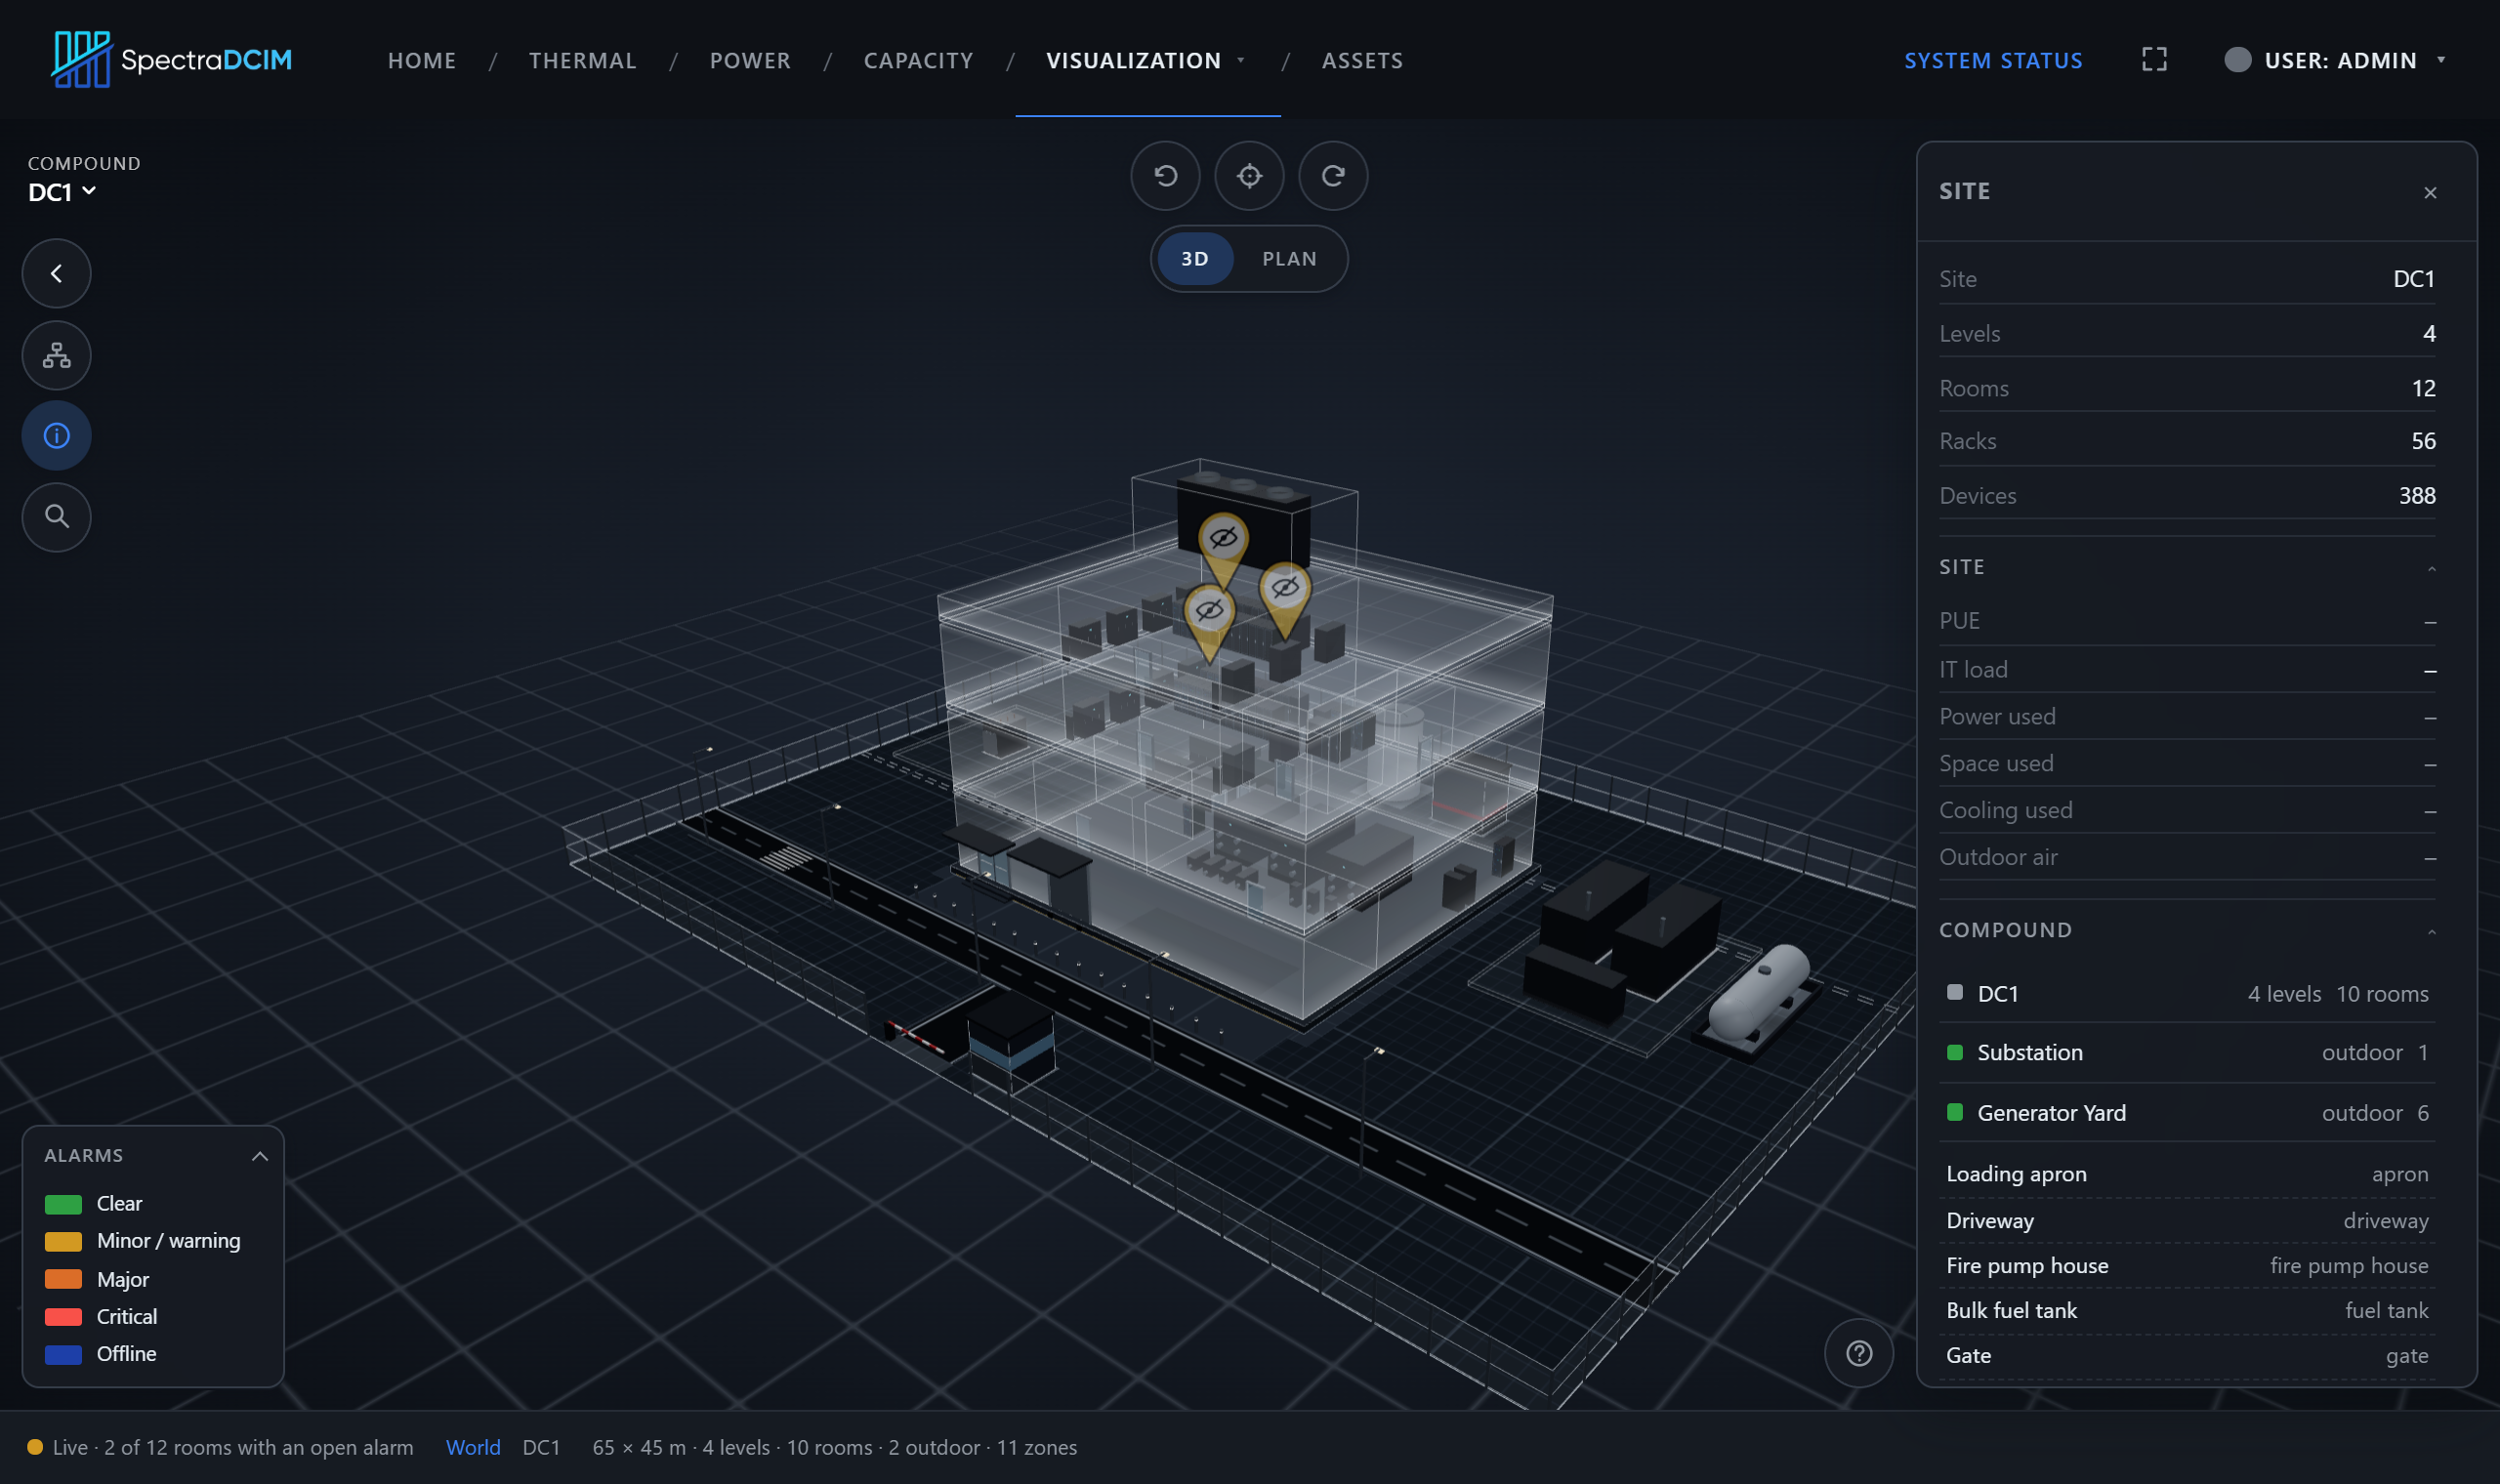 SpectraDCIM
HOME / THERMAL / POWER / CAPACITY / VISUALIZATION / ASSETS
SYSTEM STATUS
USER: ADMIN
COMPOUND
DC1
3D PLAN
SITE
Site DC1
Levels 4
Rooms 12
Racks 56
Devices 388
SITE
PUE –
IT load –
Power used –
Space used –
Cooling used –
Outdoor air –
COMPOUND
DC1 4 levels 10 rooms
Substation outdoor 1
Generator Yard outdoor 6
Loading apron apron
Driveway driveway
Fire pump house fire pump house
Bulk fuel tank fuel tank
Gate gate
ALARMS
Clear
Minor / warning
Major
Critical
Offline
Live · 2 of 12 rooms with an open alarm World DC1 65 × 45 m · 4 levels · 10 rooms · 2 outdoor · 11 zones